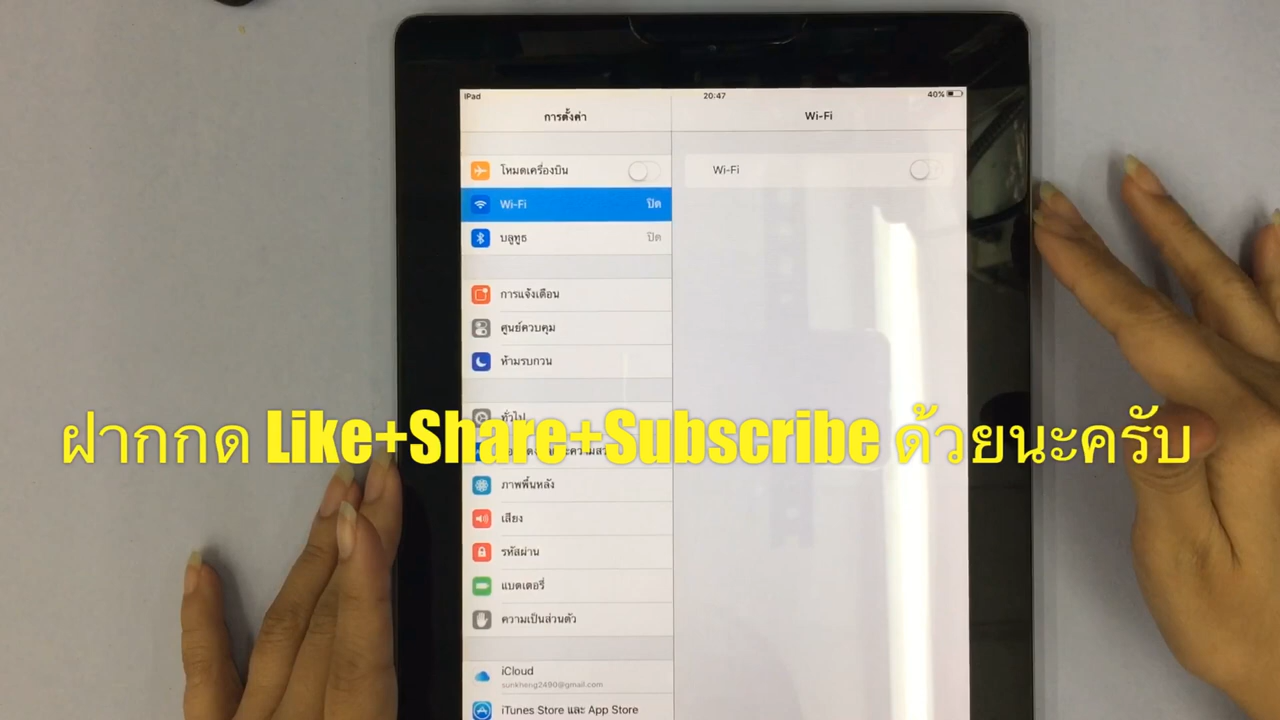 iPad 20:47 40%
การตั้งค่า
Wi-Fi
โหมดเครื่องบิน
Wi-Fi
Wi-Fi ปิด
บลูทูธ ปิด
การแจ้งเตือน
ศูนย์ควบคุม
ห้ามรบกวน
ทั่วไป
ฝากกด Like+Share+Subscribe ด้วยนะครับ
ภาพพื้นหลัง
เสียง
รหัสผ่าน
แบตเตอรี่
ความเป็นส่วนตัว
iCloud
sunkheng2490@gmail.com
iTunes Store และ App Store